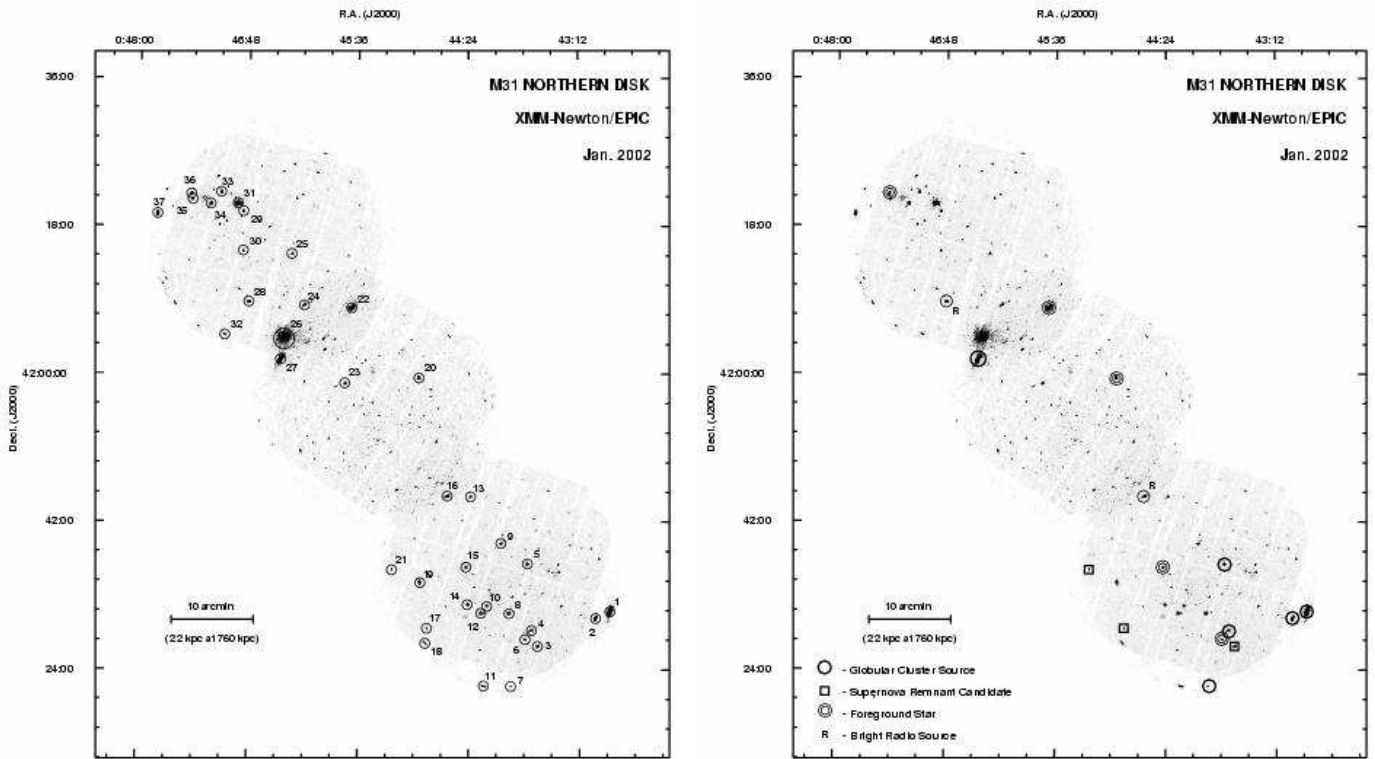 R.A. (J2000)
0:48:00 46:48 45:36 44:24 43:12
36:00
18:00
42:00:00
42:00
24:00
Decl. (J2000)
M31 NORTHERN DISK
XMM-Newton/EPIC
Jan. 2002
36 33
37 31
35 34 29
30 25
28 24 22
32 26
27 23 20
16 13
9
21 15 5
19
14 10 8 1
17 12 4 2
18 6 3
11 7
10 arcmin
(22 kpc at 760 kpc)
R.A. (J2000)
0:48:00 46:48 45:36 44:24 43:12
36:00
18:00
42:00:00
42:00
24:00
Decl. (J2000)
M31 NORTHERN DISK
XMM-Newton/EPIC
Jan. 2002
R
R
10 arcmin
(22 kpc at 760 kpc)
- Globular Cluster Source
- Supernova Remnant Candidate
- Foreground Star
R - Bright Radio Source